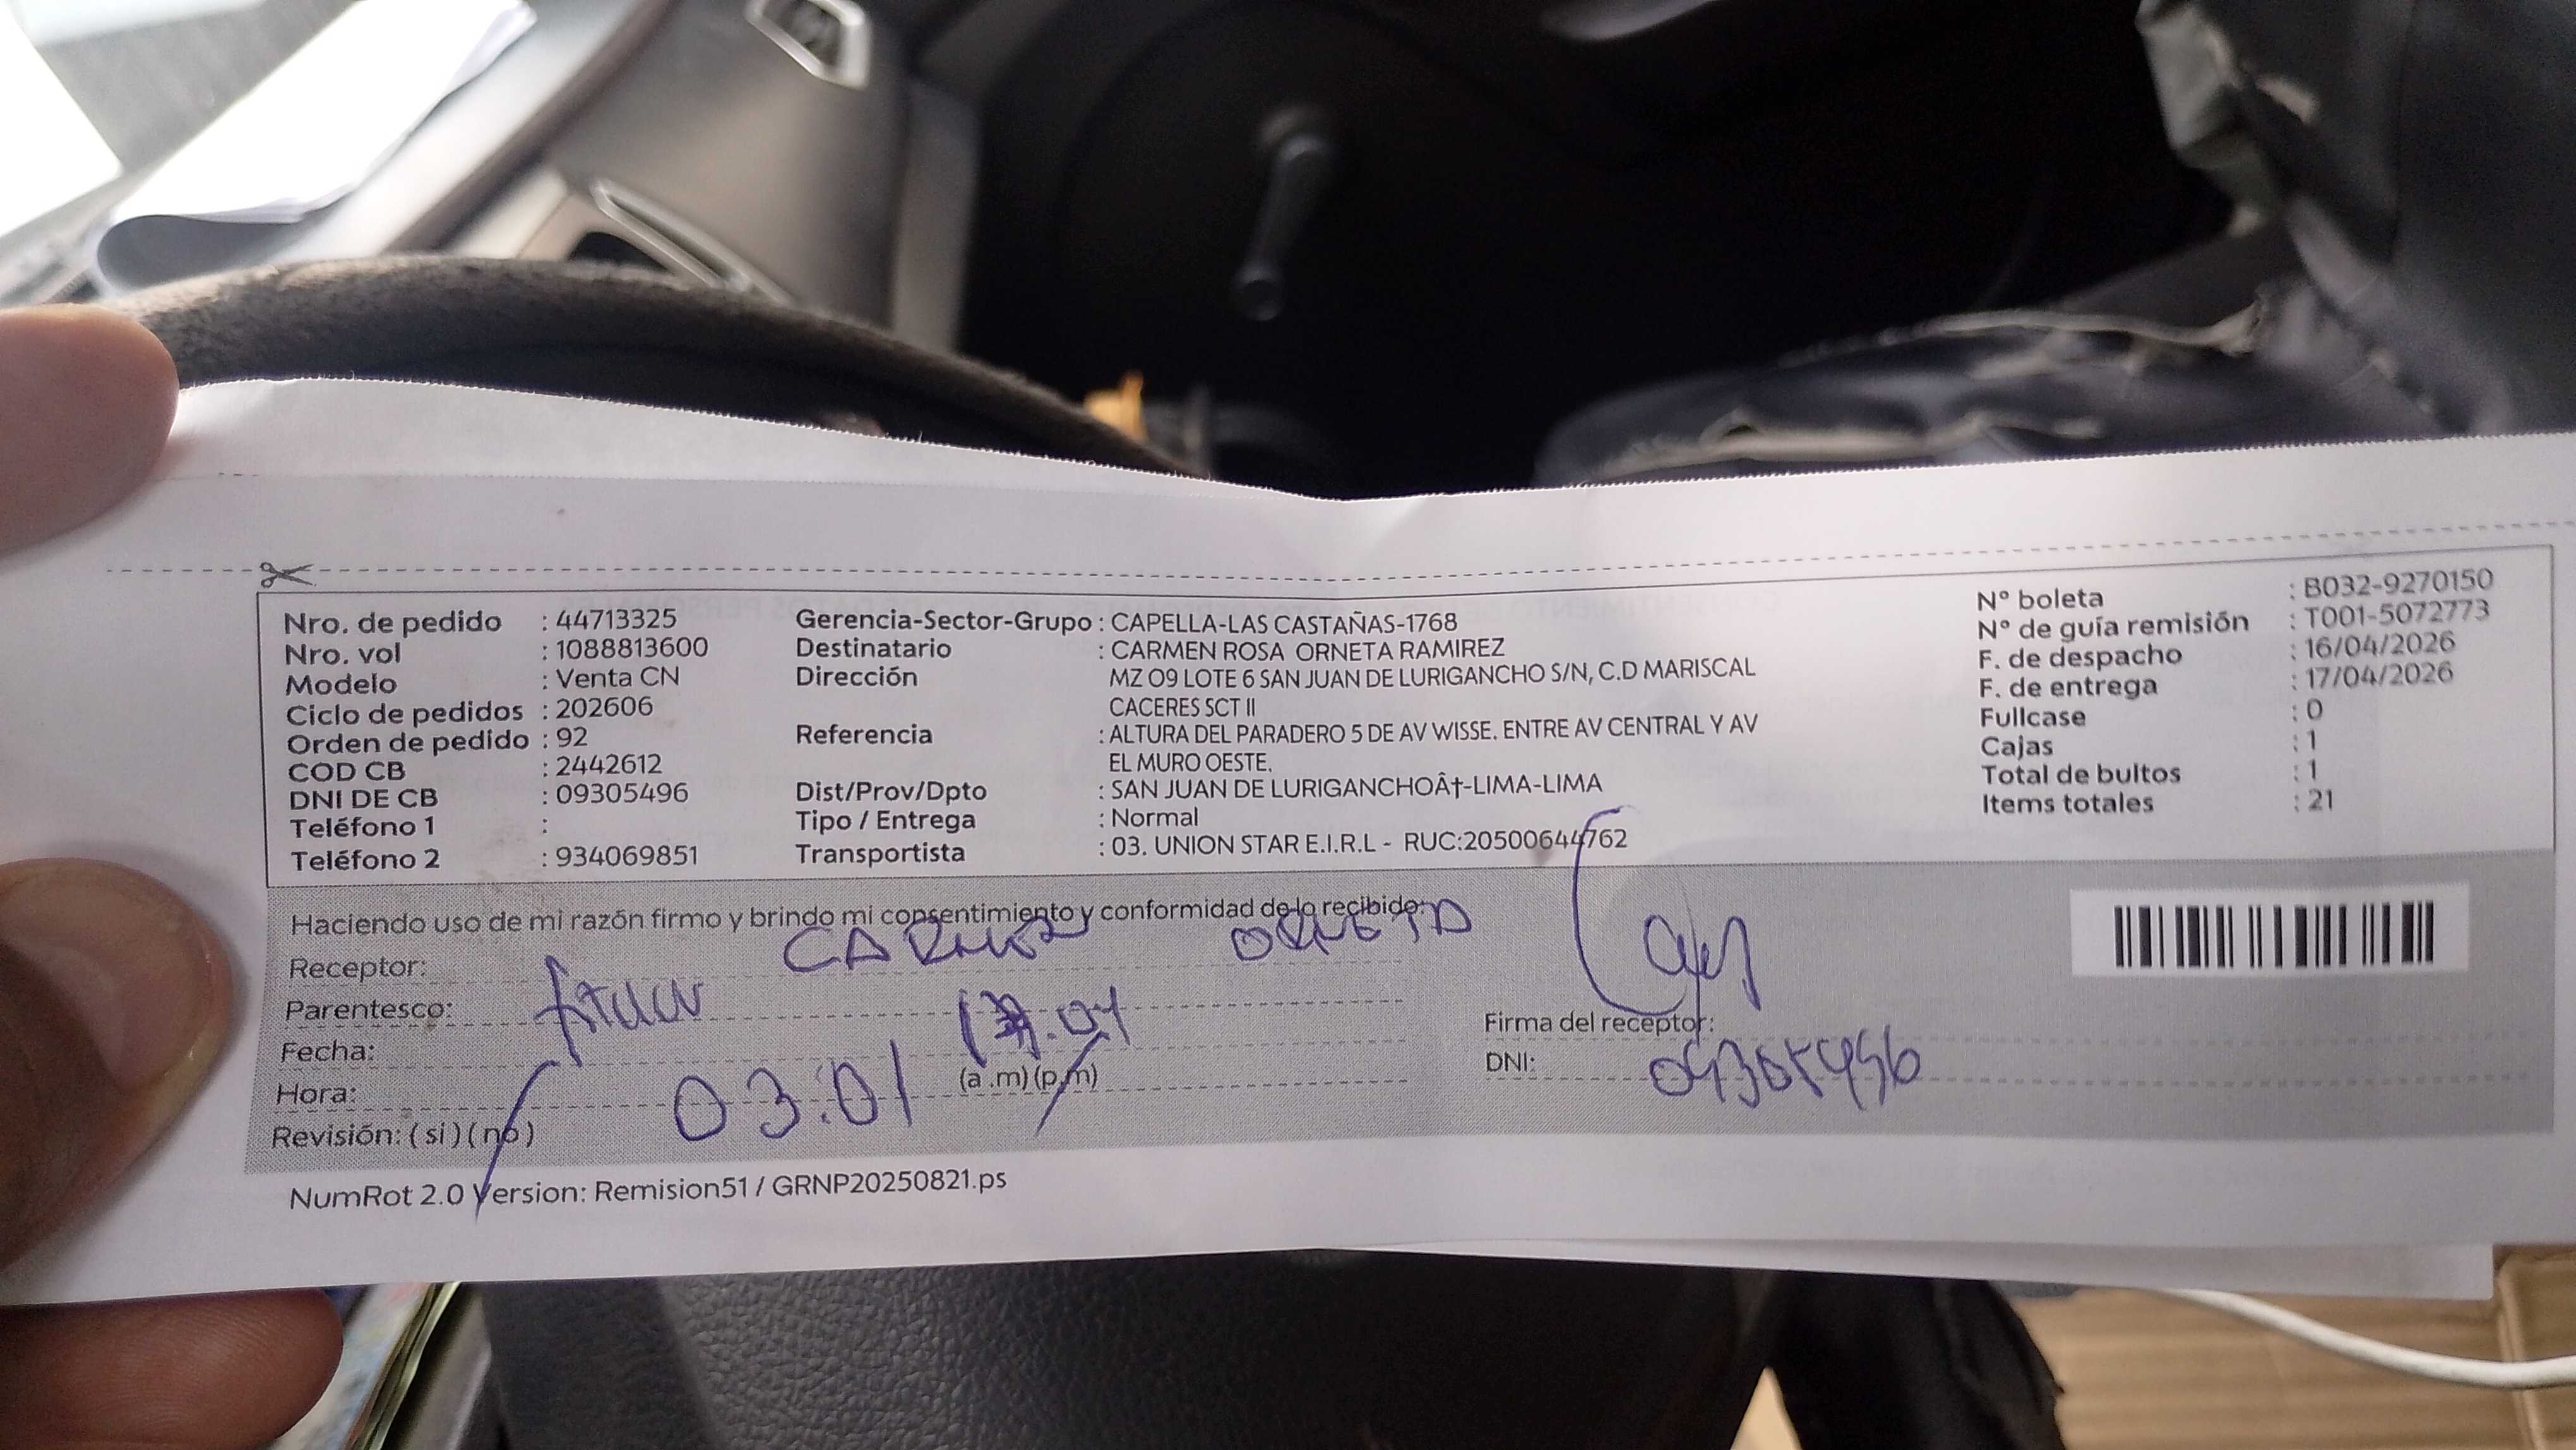 Nro. de pedido : 44713325
Nro. vol : 1088813600
Modelo : Venta CN
Ciclo de pedidos : 202606
Orden de pedido : 92
COD CB : 2442612
DNI DE CB : 09305496
Teléfono 1 :
Teléfono 2 : 934069851
Gerencia-Sector-Grupo : CAPELLA-LAS CASTAÑAS-1768
Destinatario : CARMEN ROSA ORNETA RAMIREZ
Dirección MZ O9 LOTE 6 SAN JUAN DE LURIGANCHO S/N, C.D MARISCAL
CACERES SCT II
Referencia : ALTURA DEL PARADERO 5 DE AV WISSE. ENTRE AV CENTRAL Y AV
EL MURO OESTE.
Dist/Prov/Dpto : SAN JUAN DE LURIGANCHOÂ†-LIMA-LIMA
Tipo / Entrega : Normal
Transportista : 03. UNION STAR E.I.R.L - RUC:20500644762
N° boleta : B032-9270150
N° de guía remisión : T001-5072773
F. de despacho : 16/04/2026
F. de entrega : 17/04/2026
Fullcase : 0
Cajas : 1
Total de bultos : 1
Items totales : 21
Haciendo uso de mi razón firmo y brindo mi consentimiento y conformidad de lo recibido:
Receptor: CARMEN ORNETA
Parentesco:
Fecha: 17.04
Hora: 03:01 (a .m) (p.m)
Revisión: ( si ) ( no )
Firma del receptor:
DNI: 09305496
NumRot 2.0 Version: Remision51 / GRNP20250821.ps